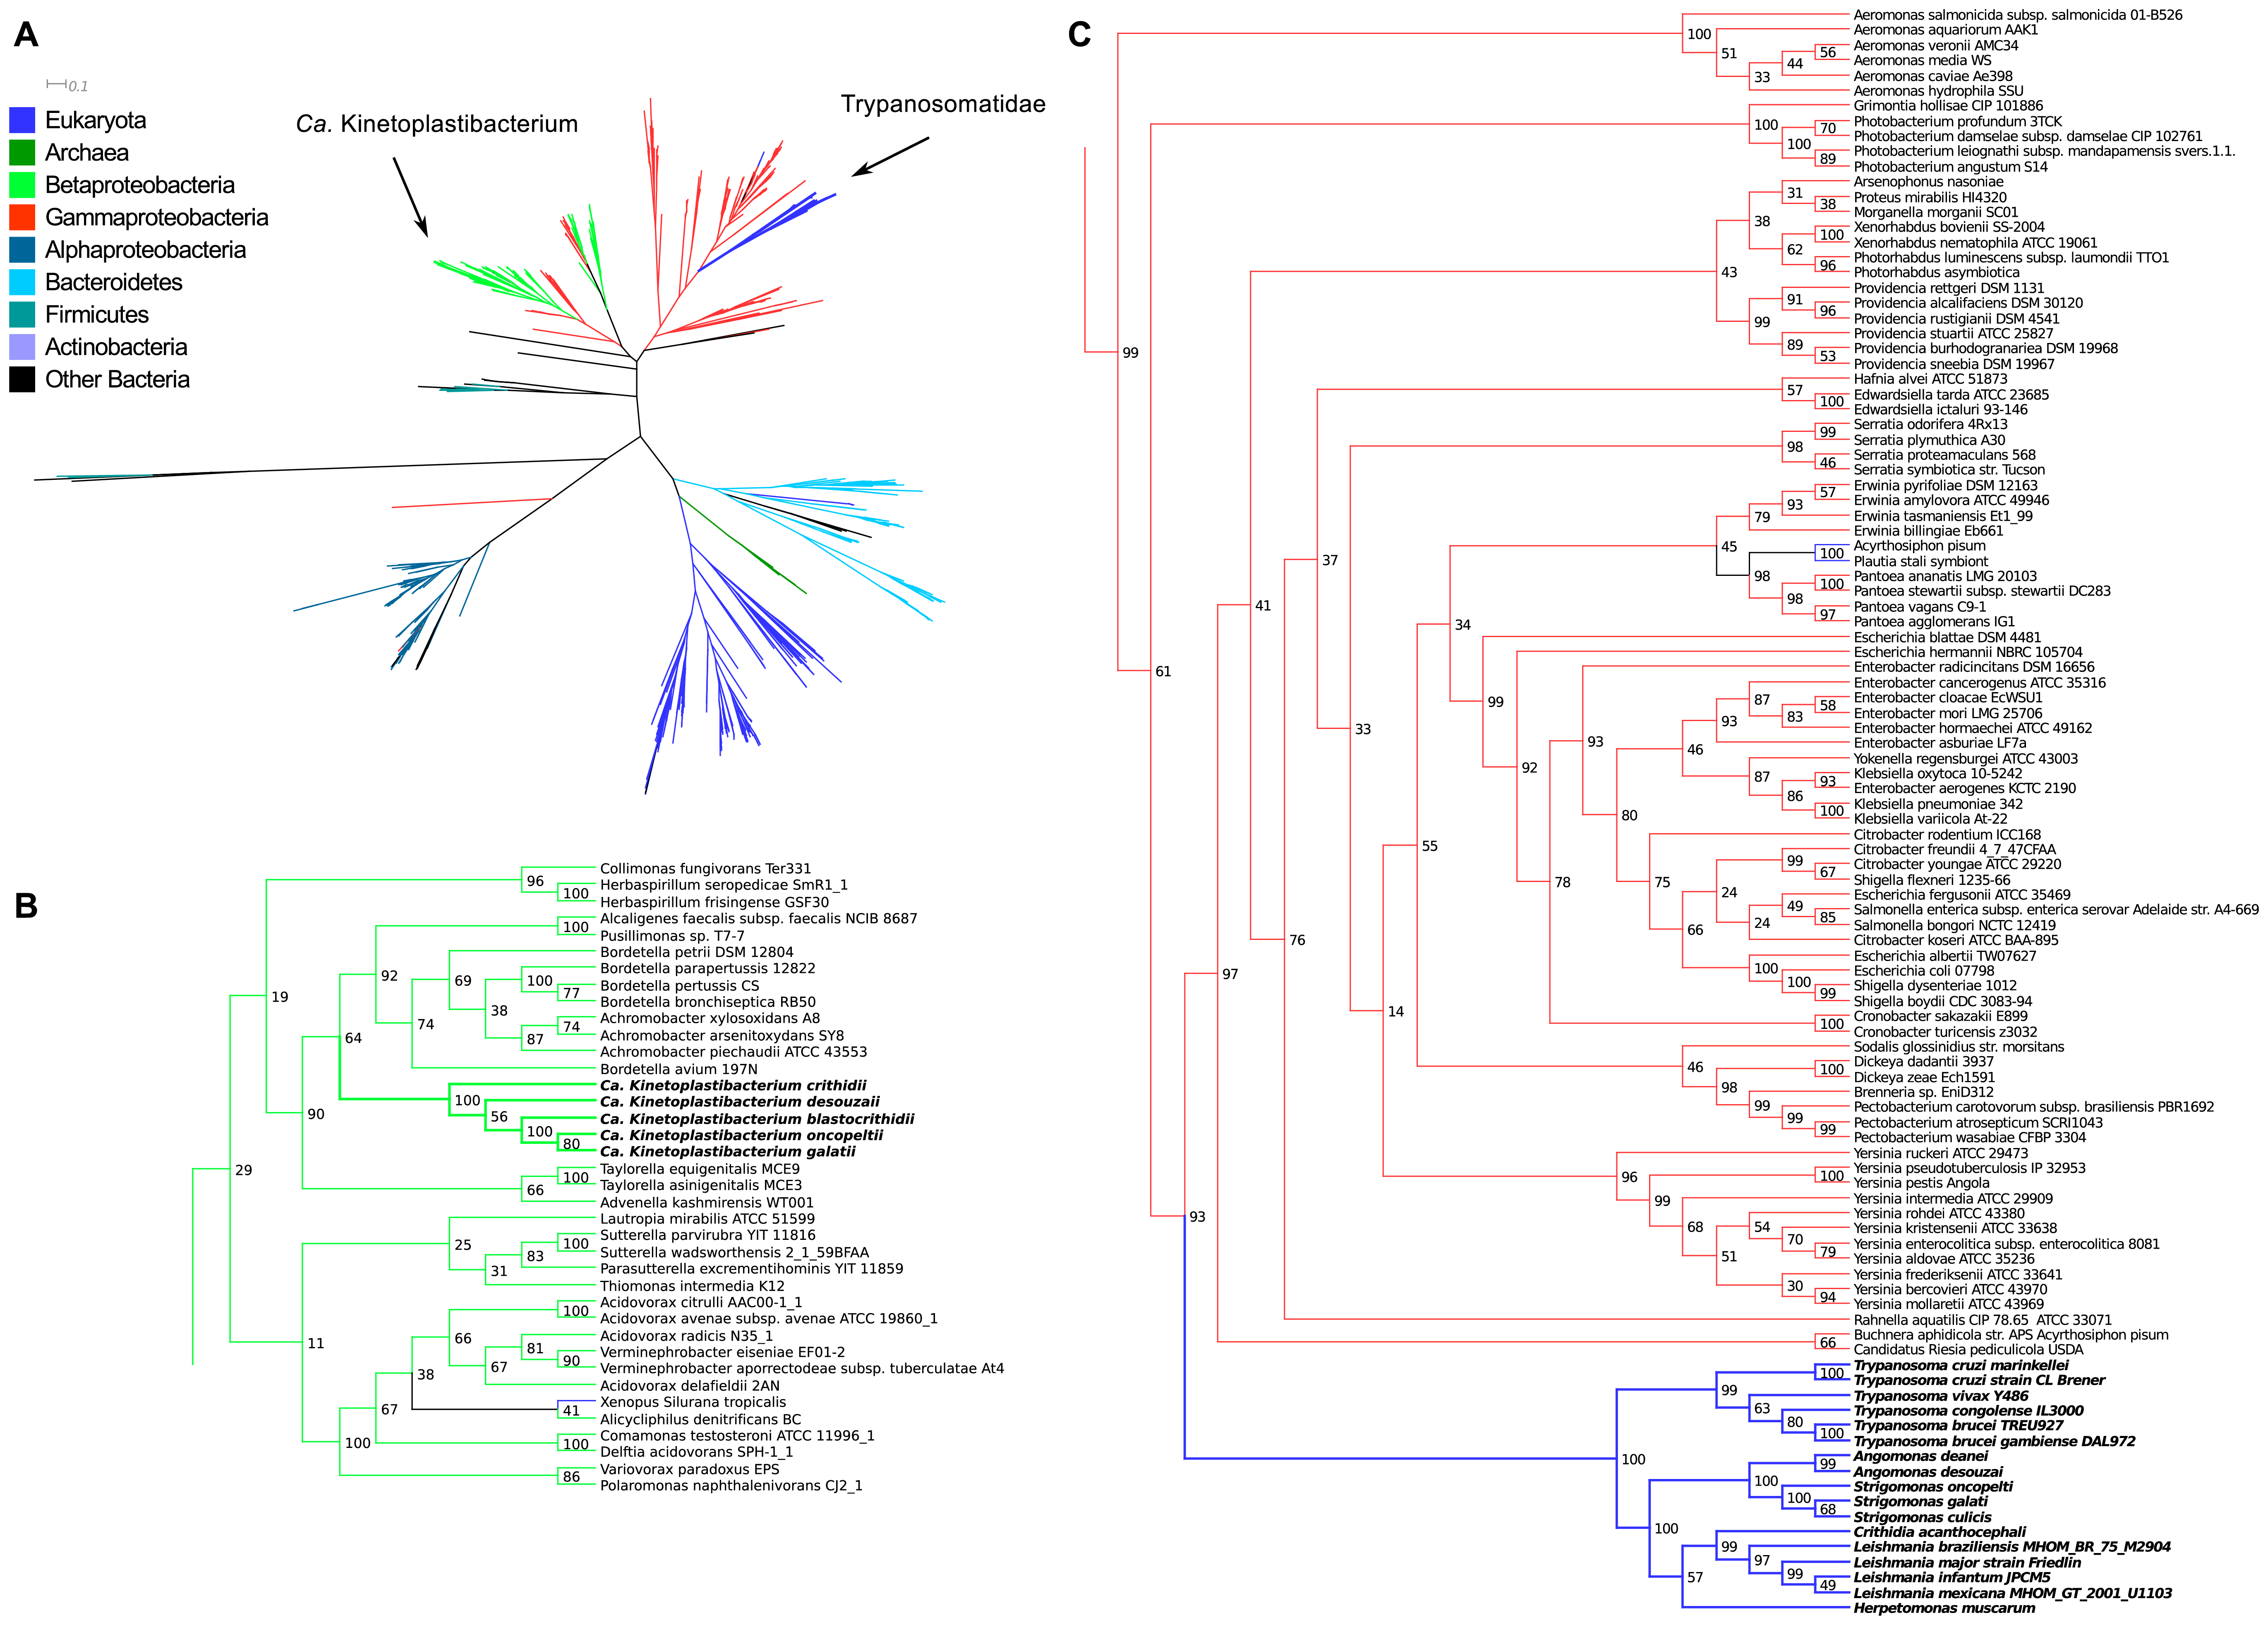 A
0.1
Eukaryota
Archaea
Betaproteobacteria
Gammaproteobacteria
Alphaproteobacteria
Bacteroidetes
Firmicutes
Actinobacteria
Other Bacteria
Ca. Kinetoplastibacterium
Trypanosomatidae
B
Collimonas fungivorans Ter331
96
Herbaspirillum seropedicae SmR1_1
100
Herbaspirillum frisingense GSF30
Alcaligenes faecalis subsp. faecalis NCIB 8687
100
Pusillimonas sp. T7-7
Bordetella petrii DSM 12804
92
69
Bordetella parapertussis 12822
100
Bordetella pertussis CS
77
Bordetella bronchiseptica RB50
19
38
Achromobacter xylosoxidans A8
74
74
Achromobacter arsenitoxydans SY8
64
87
Achromobacter piechaudii ATCC 43553
Bordetella avium 197N
Ca. Kinetoplastibacterium crithidii
100
Ca. Kinetoplastibacterium desouzaii
90
56
Ca. Kinetoplastibacterium blastocrithidii
100
Ca. Kinetoplastibacterium oncopeltii
80
Ca. Kinetoplastibacterium galatii
29
Taylorella equigenitalis MCE9
100
Taylorella asinigenitalis MCE3
66
Advenella kashmirensis WT001
Lautropia mirabilis ATCC 51599
25
Sutterella parvirubra YIT 11816
100
Sutterella wadsworthensis 2_1_59BFAA
83
Parasutterella excrementihominis YIT 11859
31
Thiomonas intermedia K12
Acidovorax citrulli AAC00-1_1
100
Acidovorax avenae subsp. avenae ATCC 19860_1
11
66
Acidovorax radicis N35_1
81
Verminephrobacter eiseniae EF01-2
90
67
Verminephrobacter aporrectodeae subsp. tuberculatae At4
38
Acidovorax delafieldii 2AN
Xenopus Silurana tropicalis
67
41
Alicycliphilus denitrificans BC
Comamonas testosteroni ATCC 11996_1
100
100
Delftia acidovorans SPH-1_1
Variovorax paradoxus EPS
86
Polaromonas naphthalenivorans CJ2_1
C
Aeromonas salmonicida subsp. salmonicida 01-B526
100
Aeromonas aquariorum AAK1
51
Aeromonas veronii AMC34
56
Aeromonas media WS
44
Aeromonas caviae Ae398
33
Aeromonas hydrophila SSU
Grimontia hollisae CIP 101886
100
Photobacterium profundum 3TCK
70
Photobacterium damselae subsp. damselae CIP 102761
100
Photobacterium leiognathi subsp. mandapamensis svers.1.1.
89
Photobacterium angustum S14
Arsenophonus nasoniae
31
Proteus mirabilis HI4320
38
Morganella morganii SC01
38
Xenorhabdus bovienii SS-2004
100
Xenorhabdus nematophila ATCC 19061
62
Photorhabdus luminescens subsp. laumondii TTO1
96
Photorhabdus asymbiotica
43
Providencia rettgeri DSM 1131
91
Providencia alcalifaciens DSM 30120
96
Providencia rustigianii DSM 4541
99
Providencia stuartii ATCC 25827
89
Providencia burhodogranariea DSM 19968
53
Providencia sneebia DSM 19967
99
Hafnia alvei ATCC 51873
57
Edwardsiella tarda ATCC 23685
100
Edwardsiella ictaluri 93-146
Serratia odorifera 4Rx13
99
Serratia plymuthica A30
98
Serratia proteamaculans 568
46
Serratia symbiotica str. Tucson
Erwinia pyrifoliae DSM 12163
57
Erwinia amylovora ATCC 49946
93
Erwinia tasmaniensis Et1_99
79
Erwinia billingiae Eb661
45
Acyrthosiphon pisum
100
Plautia stali symbiont
37
98
Pantoea ananatis LMG 20103
100
Pantoea stewartii subsp. stewartii DC283
98
Pantoea vagans C9-1
97
Pantoea agglomerans IG1
41
34
Escherichia blattae DSM 4481
Escherichia hermannii NBRC 105704
61
Enterobacter radicincitans DSM 16656
Enterobacter cancerogenus ATCC 35316
87
Enterobacter cloacae EcWSU1
58
99
Enterobacter mori LMG 25706
83
93
Enterobacter hormaechei ATCC 49162
33
Enterobacter asburiae LF7a
93
46
Yokenella regensburgei ATCC 43003
92
87
Klebsiella oxytoca 10-5242
93
Enterobacter aerogenes KCTC 2190
86
Klebsiella pneumoniae 342
100
Klebsiella variicola At-22
80
Citrobacter rodentium ICC168
55
Citrobacter freundii 4_7_47CFAA
99
Citrobacter youngae ATCC 29220
67
Shigella flexneri 1235-66
78
75
24
Escherichia fergusonii ATCC 35469
49
Salmonella enterica subsp. enterica serovar Adelaide str. A4-669
85
Salmonella bongori NCTC 12419
24
66
Citrobacter koseri ATCC BAA-895
76
Escherichia albertii TW07627
100
Escherichia coli 07798
97
100
Shigella dysenteriae 1012
99
Shigella boydii CDC 3083-94
14
Cronobacter sakazakii E899
100
Cronobacter turicensis z3032
Sodalis glossinidius str. morsitans
46
Dickeya dadantii 3937
100
Dickeya zeae Ech1591
98
Brenneria sp. EniD312
99
Pectobacterium carotovorum subsp. brasiliensis PBR1692
99
Pectobacterium atrosepticum SCRI1043
99
Pectobacterium wasabiae CFBP 3304
Yersinia ruckeri ATCC 29473
96
Yersinia pseudotuberculosis IP 32953
100
Yersinia pestis Angola
99
Yersinia intermedia ATCC 29909
93
Yersinia rohdei ATCC 43380
68
54
Yersinia kristensenii ATCC 33638
70
Yersinia enterocolitica subsp. enterocolitica 8081
79
51
Yersinia aldovae ATCC 35236
Yersinia frederiksenii ATCC 33641
30
Yersinia bercovieri ATCC 43970
94
Yersinia mollaretii ATCC 43969
Rahnella aquatilis CIP 78.65 ATCC 33071
Buchnera aphidicola str. APS Acyrthosiphon pisum
66
Candidatus Riesia pediculicola USDA
Trypanosoma cruzi marinkellei
100
Trypanosoma cruzi strain CL Brener
99
Trypanosoma vivax Y486
63
Trypanosoma congolense IL3000
80
Trypanosoma brucei TREU927
100
Trypanosoma brucei gambiense DAL972
100
Angomonas deanei
99
Angomonas desouzai
100
Strigomonas oncopelti
100
Strigomonas galati
68
Strigomonas culicis
100
Crithidia acanthocephali
99
Leishmania braziliensis MHOM_BR_75_M2904
97
Leishmania major strain Friedlin
99
57
Leishmania infantum JPCM5
49
Leishmania mexicana MHOM_GT_2001_U1103
Herpetomonas muscarum